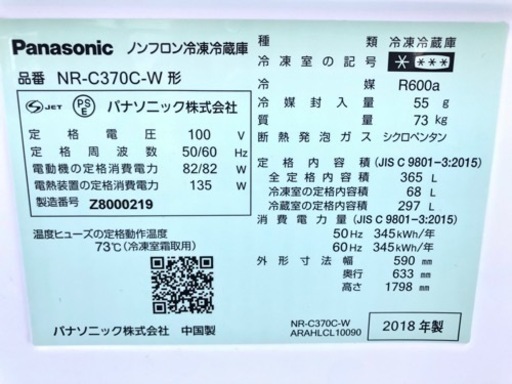 Panasonic ノンフロン冷凍冷蔵庫
品番 NR-C370C-W 形
S JET PS E パナソニック株式会社
定格電圧 100 V
定格周波数 50/60 Hz
電動機の定格消費電力 82/82 W
電熱装置の定格消費電力 135 W
製造番号 Z8000219
温度ヒューズの定格動作温度
73℃(冷凍室霜取用)
パナソニック株式会社 中国製
種類 冷凍冷蔵庫
冷凍室の記号 * ***
冷媒 R600a
冷媒封入量 55 g
質量 73 kg
断熱発泡ガス シクロペンタン
定格内容積 (JIS C 9801-3:2015)
全定格内容積 365 L
冷凍室の定格内容積 68 L
冷蔵室の定格内容積 297 L
消費電力量 (JIS C 9801-3:2015)
50 Hz 345 kWh/年
60 Hz 345 kWh/年
外形寸法 幅 590 mm
奥行 633 mm
高さ 1798 mm
NR-C370C-W
ARAHLCL10090
2018 年製